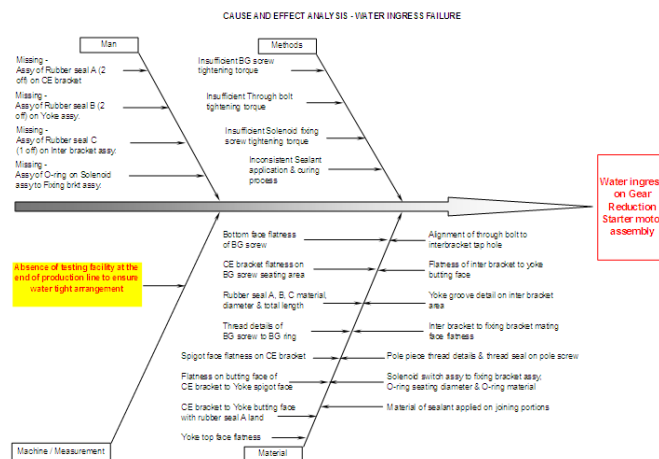 CAUSE AND EFFECT ANALYSIS - WATER INGRESS FAILURE
Man
Methods
Missing -
Assy of Rubber seal A (2
off) on CE bracket
Missing -
Assy of Rubber seal B (2
off) on Yoke assy.
Missing -
Assy of Rubber seal C
(1 off) on Inter bracket assy.
Missing -
Assy of O-ring on Solenoid
assy to Fixing brkt assy.
Insufficient BG screw
tightening torque
Insufficient Through bolt
tightening torque
Insufficient Solenoid fixing
screw tightening torque
Inconsistent Sealant
application & curing
process
Water ingress
on Gear
Reduction
Starter motor
assembly
Absence of testing facility at the
end of production line to ensure
water tight arrangement
Bottom face flatness
of BG screw
CE bracket flatness on
BG screw seating area
Rubber seal A, B, C material,
diameter & total length
Thread details of
BG screw to BG ring
Spigot face flatness on CE bracket
Flatness on butting face of
CE bracket to Yoke spigot face
CE bracket to Yoke butting face
with rubber seal A land
Yoke top face flatness
Alignment of through bolt to
interbracket tap hole
Flatness of inter bracket to yoke
butting face
Yoke groove detail on inter bracket
area
Inter bracket to fixing bracket mating
face flatness
Pole piece thread details & thread seal on pole screw
Solenoid switch assy to fixing bracket assy,
O-ring seating diameter & O-ring material
Material of sealant applied on joining portions
Machine / Measurement
Material